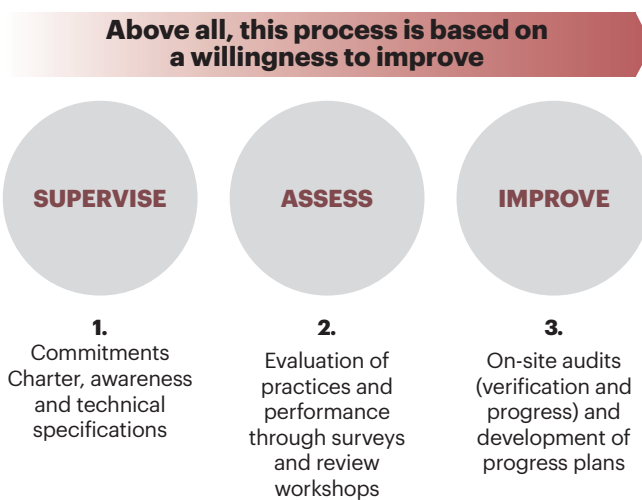 Above all, this process is based on
a willingness to improve
SUPERVISE
ASSESS
IMPROVE
1.
Commitments
Charter, awareness
and technical
specifications
2.
Evaluation of
practices and
performance
through surveys
and review
workshops
3.
On-site audits
(verification and
progress) and
development of
progress plans